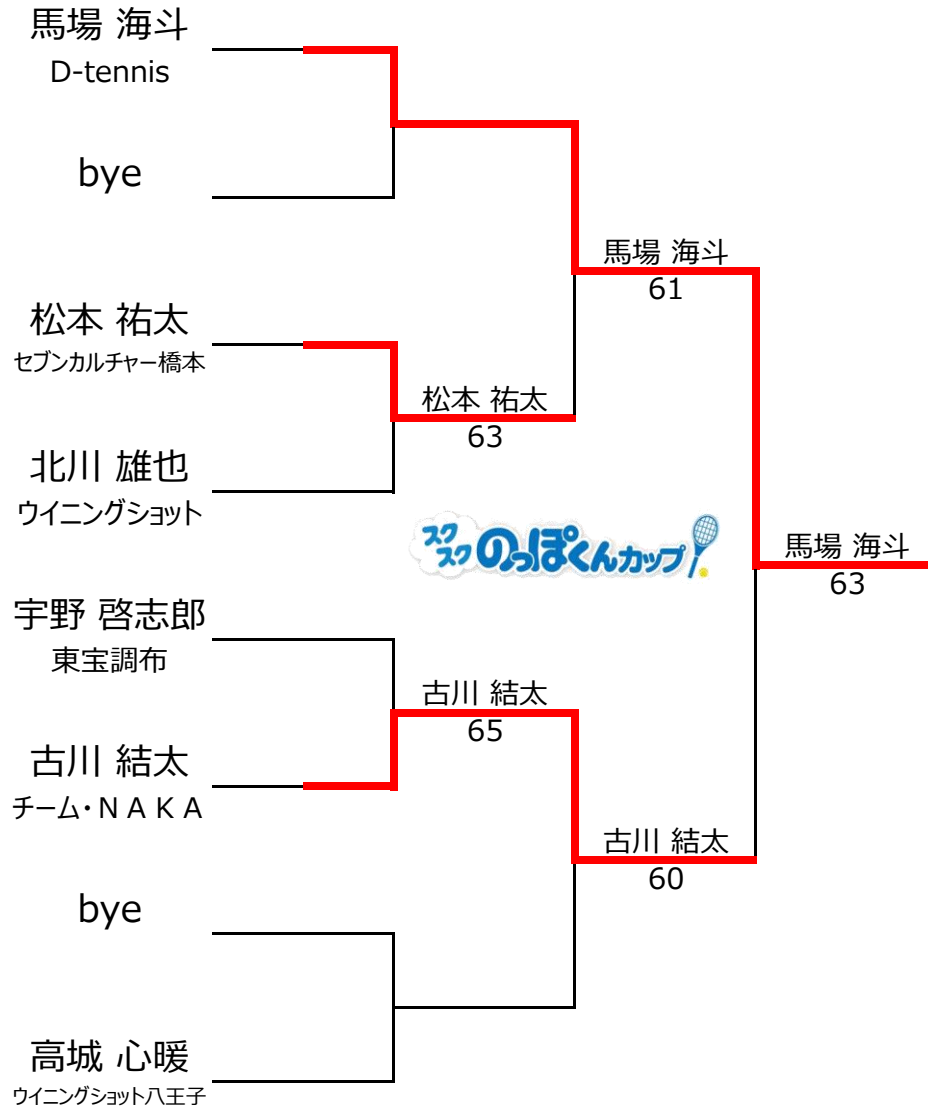 馬場 海斗
D-tennis
bye
馬場 海斗
61
松本 祐太
セブンカルチャー橋本
松本 祐太
63
北川 雄也
ウイニングショット
スクスクのっぽくんカップ
馬場 海斗
63
宇野 啓志郎
東宝調布
古川 結太
65
古川 結太
チーム・ＮＡＫＡ
古川 結太
60
bye
高城 心暖
ウイニングショット八王子